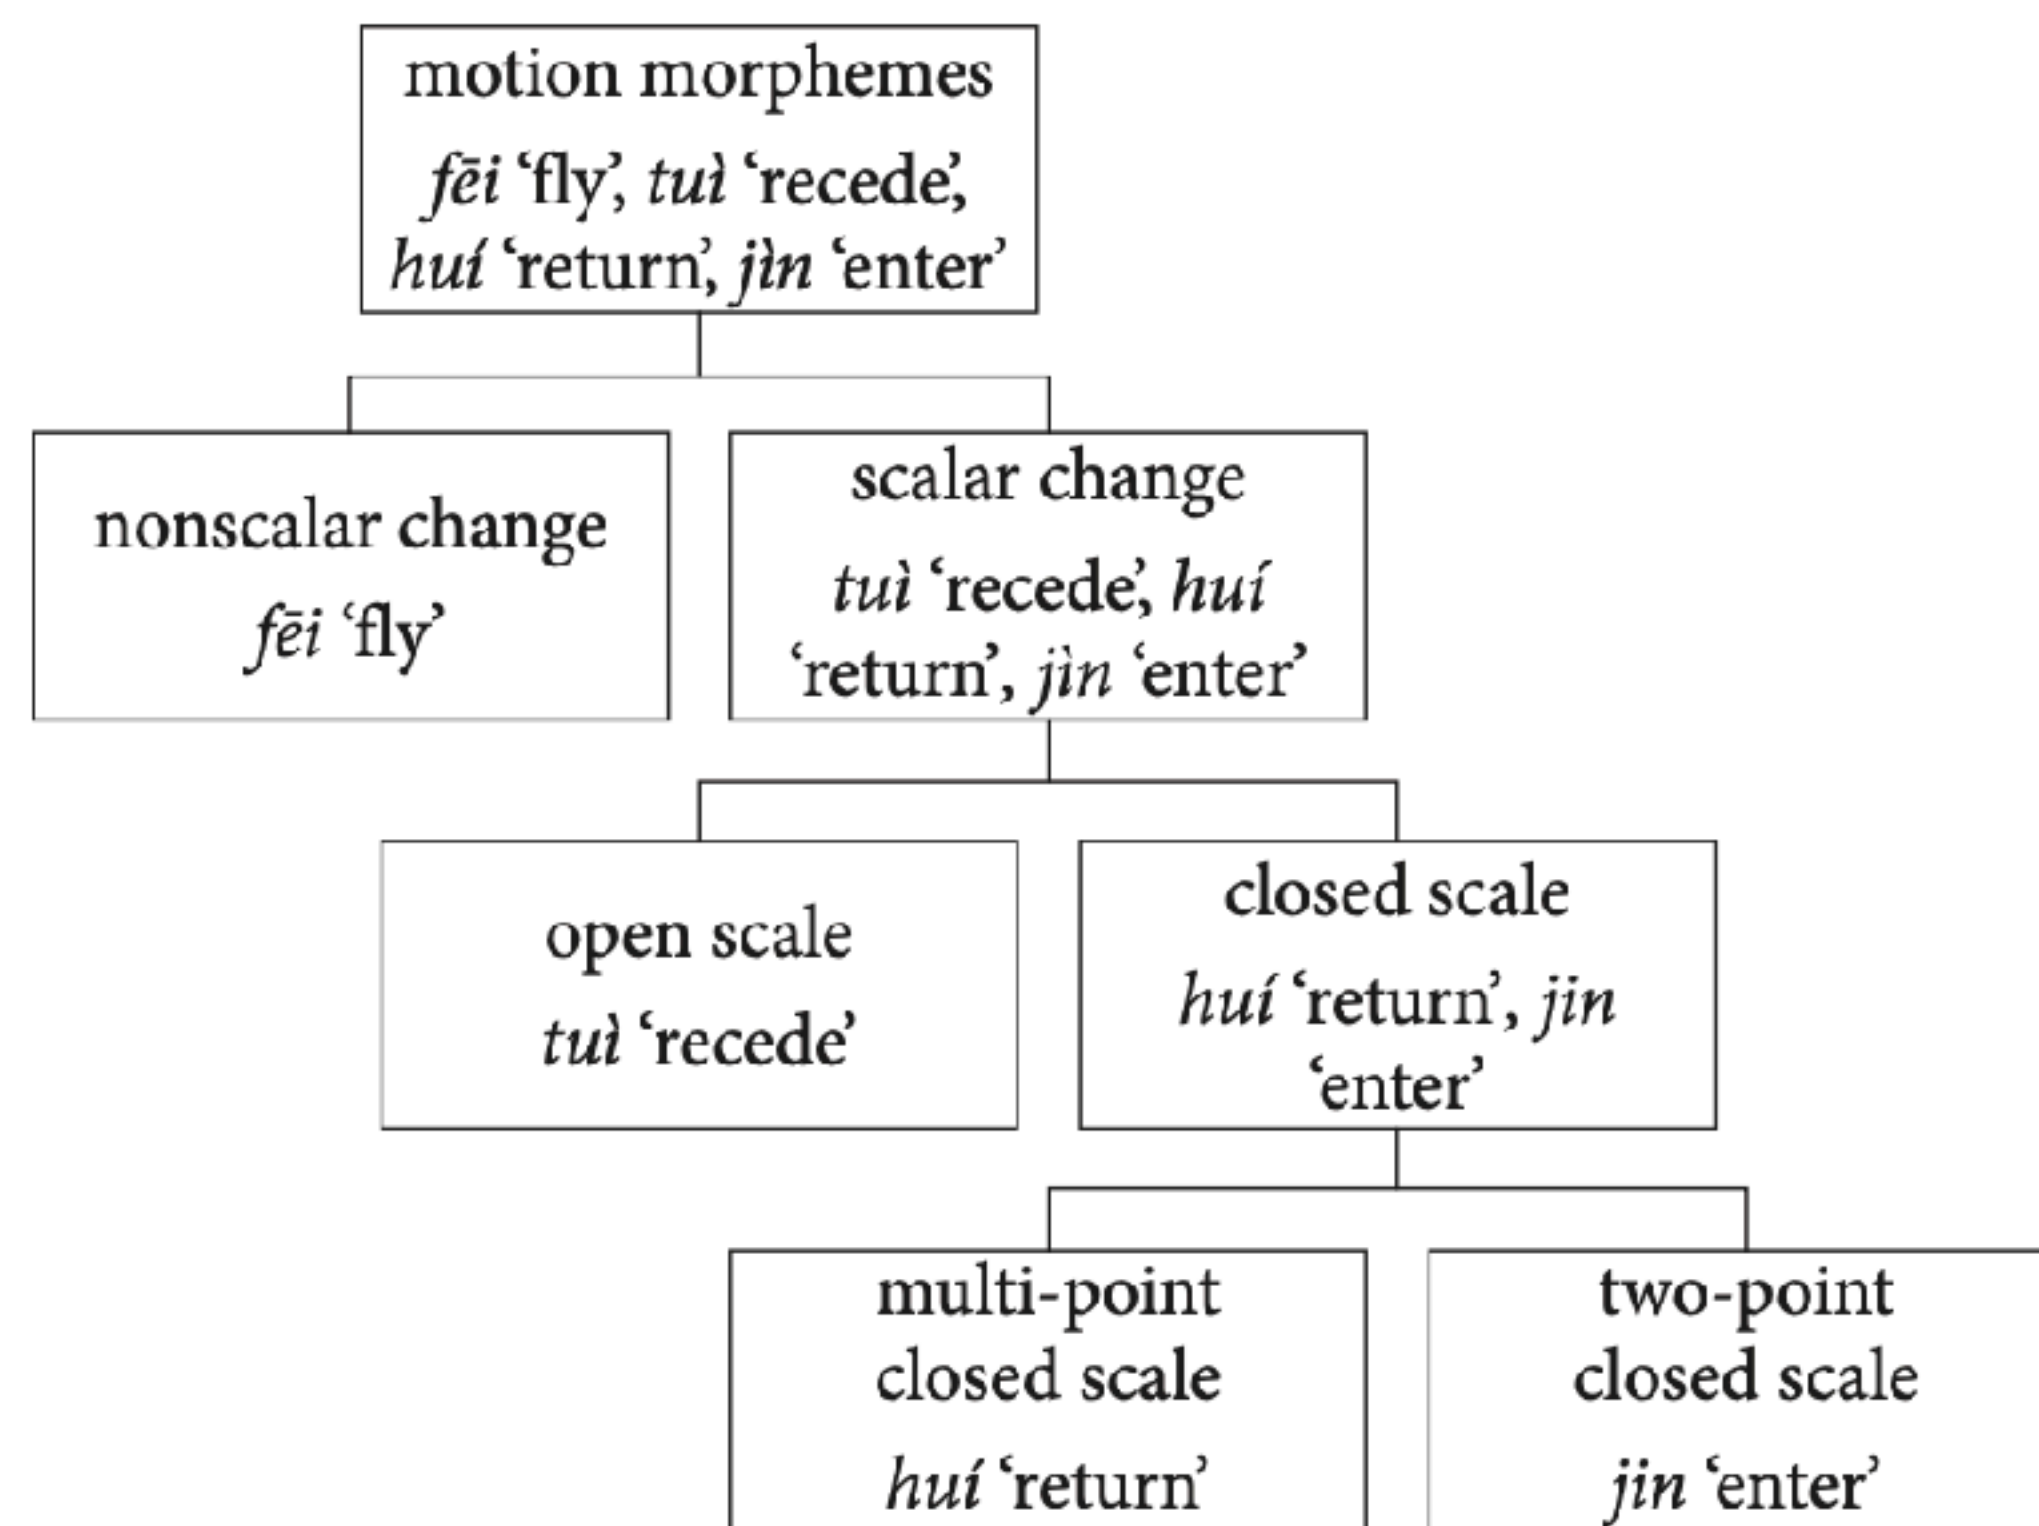 motion morphemes
fēi ‘fly’, tuì ‘recede’,
huí ‘return’, jìn ‘enter’
nonscalar change
fēi ‘fly’
scalar change
tuì ‘recede’, huí
‘return’, jìn ‘enter’
open scale
tuì ‘recede’
closed scale
huí ‘return’, jin
‘enter’
multi-point
closed scale
huí ‘return’
two-point
closed scale
jin ‘enter’